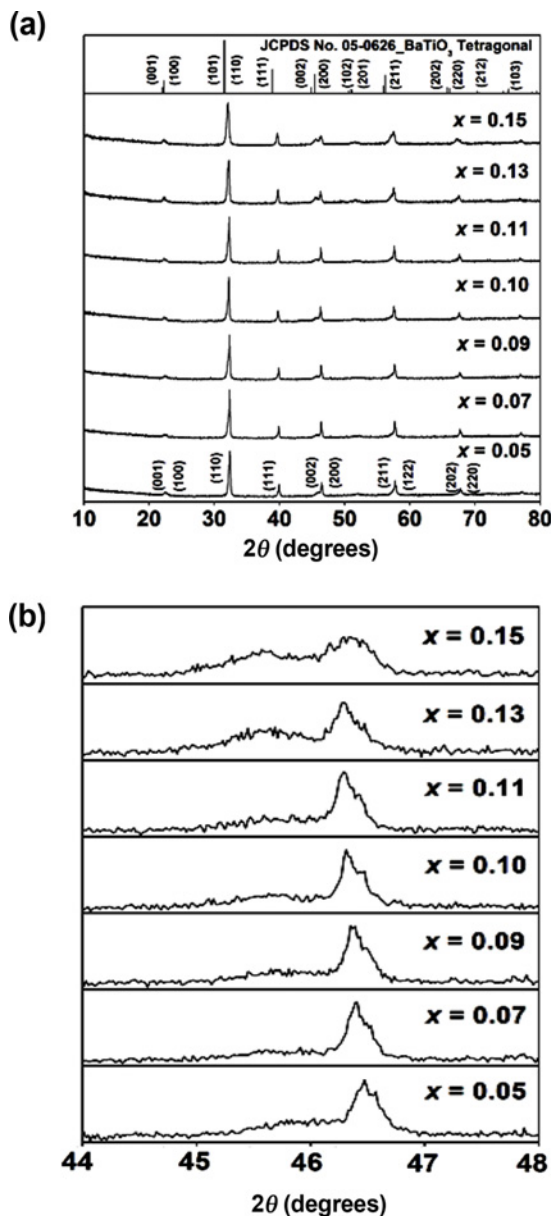 (a)
JCPDS No. 05-0626_BaTiO3 Tetragonal
(001) (100) (101) (110) (111) (002) (200) (102) (201) (211) (202) (220) (212) (103)
x = 0.15
x = 0.13
x = 0.11
x = 0.10
x = 0.09
x = 0.07
x = 0.05
(001) (100) (110) (111) (002) (200) (211) (122) (202) (220)
10 20 30 40 50 60 70 80
2θ (degrees)
(b)
x = 0.15
x = 0.13
x = 0.11
x = 0.10
x = 0.09
x = 0.07
x = 0.05
44 45 46 47 48
2θ (degrees)